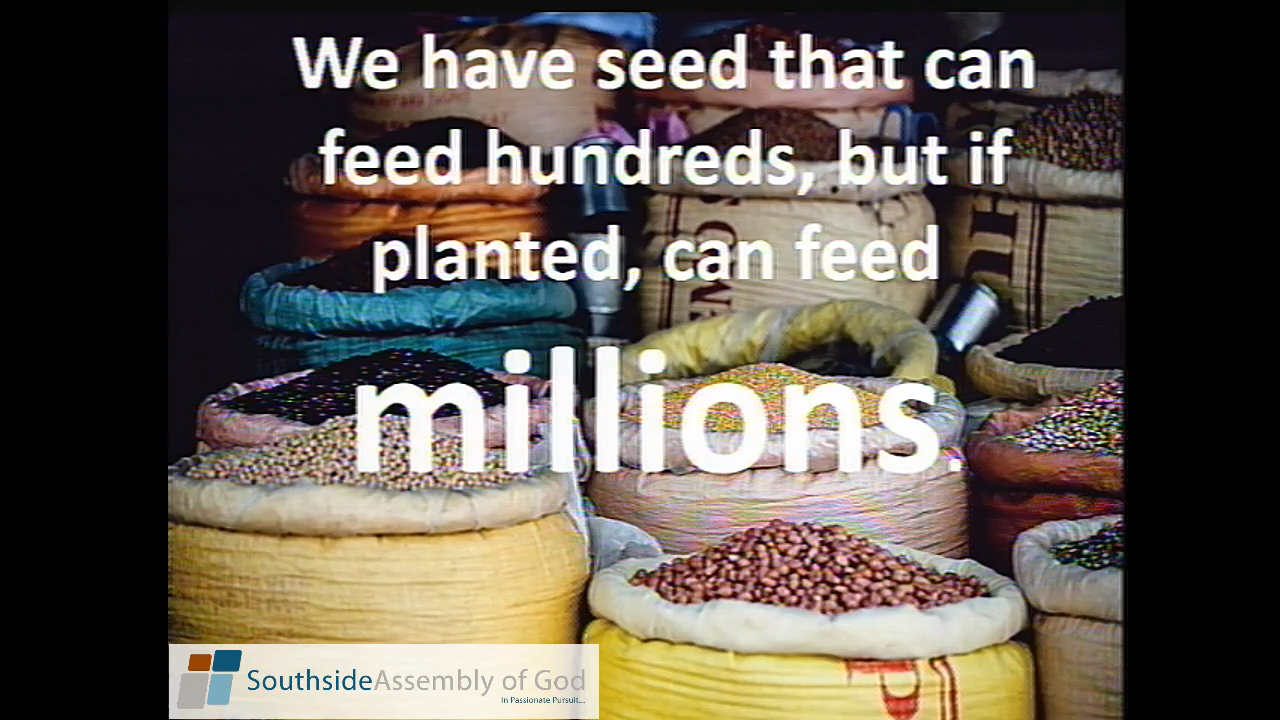 We have seed that can
feed hundreds, but if
planted, can feed
millions.
SouthsideAssembly of God
In Passionate Pursuit...